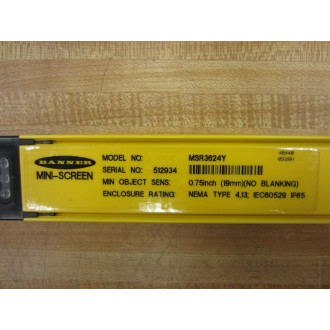 BANNER
MINI-SCREEN
MODEL NO: MSR3624Y
SERIAL NO: 512934
MIN OBJECT SENS: 0.75inch (19mm)(NO BLANKING)
ENCLOSURE RATING: NEMA TYPE 4,13; IEC60529 IP65